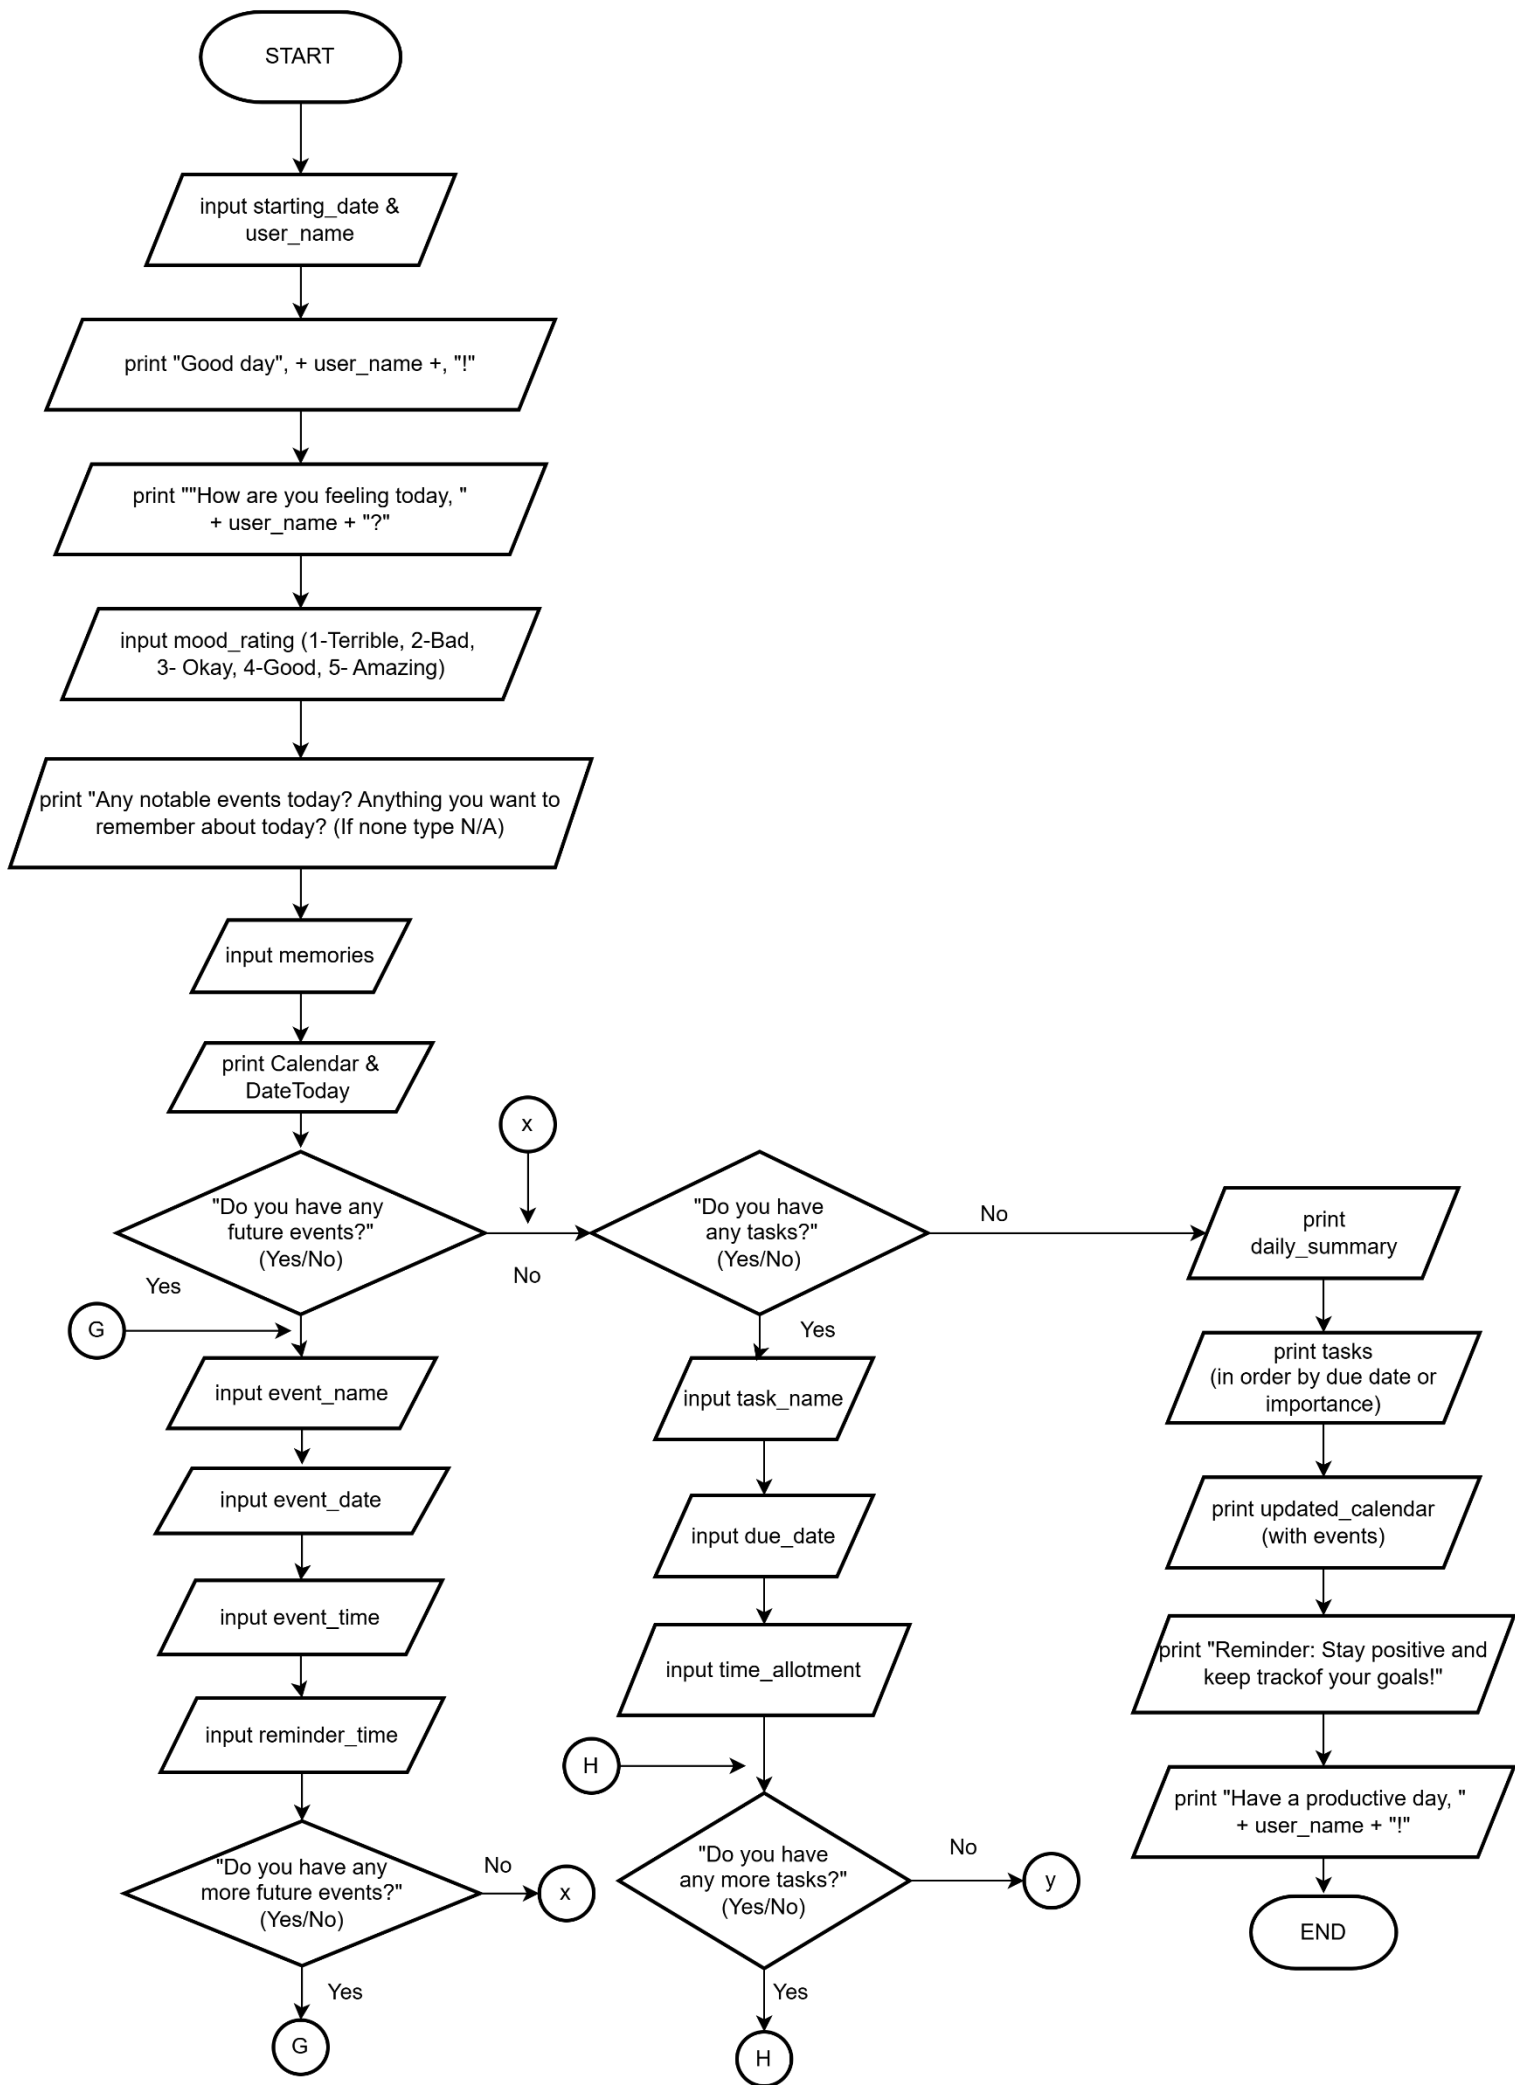 START
input starting_date &
user_name
print "Good day", + user_name +, "!"
print ""How are you feeling today, "
+ user_name + "?"
input mood_rating (1-Terrible, 2-Bad,
3- Okay, 4-Good, 5- Amazing)
print "Any notable events today? Anything you want to
remember about today? (If none type N/A)
input memories
print Calendar &
DateToday
"Do you have any
future events?"
(Yes/No)
Yes
No
x
G
input event_name
input event_date
input event_time
input reminder_time
"Do you have any
more future events?"
(Yes/No)
No
x
Yes
G
"Do you have
any tasks?"
(Yes/No)
No
Yes
input task_name
input due_date
input time_allotment
H
"Do you have
any more tasks?"
(Yes/No)
No
y
Yes
H
print
daily_summary
print tasks
(in order by due date or
importance)
print updated_calendar
(with events)
print "Reminder: Stay positive and
keep trackof your goals!"
print "Have a productive day, "
+ user_name + "!"
END